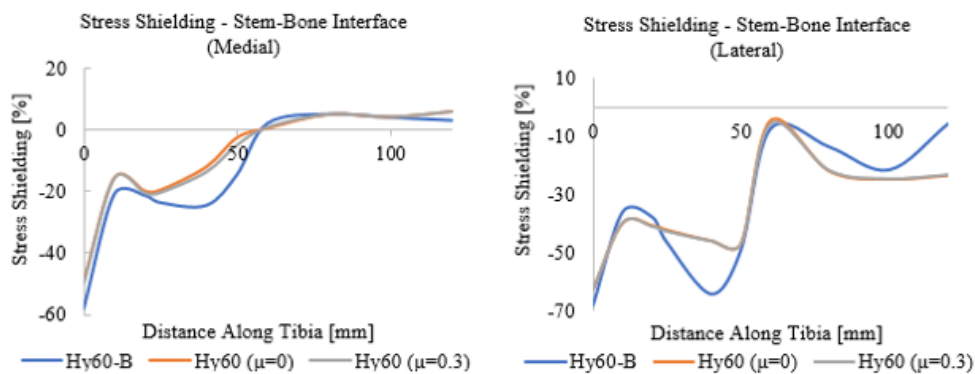 Stress Shielding - Stem-Bone Interface
(Medial)
Stress Shielding [%]
20
0
-20
-40
-60
0
50
100
Distance Along Tibia [mm]
Hy60-B
Hy60 (μ=0)
Hy60 (μ=0.3)
Stress Shielding - Stem-Bone Interface
(Lateral)
Stress Shielding [%]
10
-10
-30
-50
-70
0
50
100
Distance Along Tibia [mm]
Hy60-B
Hy60 (μ=0)
Hy60 (μ=0.3)